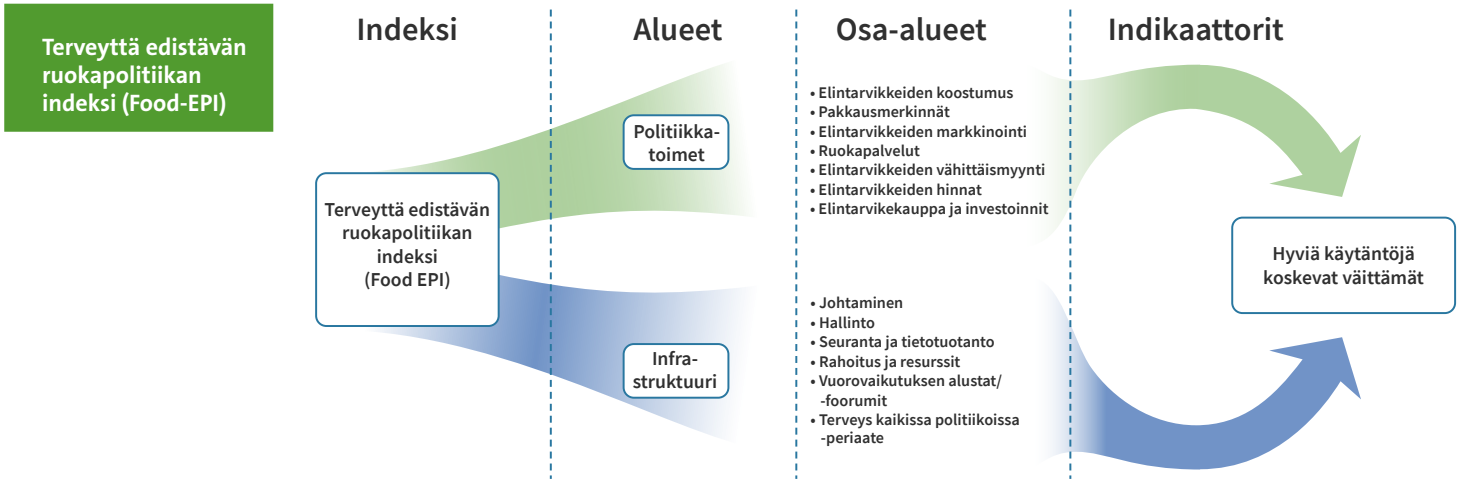 Terveyttä edistävän
ruokapolitiikan
indeksi (Food-EPI)
Indeksi
Alueet
Osa-alueet
Indikaattorit
Terveyttä edistävän
ruokapolitiikan
indeksi
(Food EPI)
Politiikka-
toimet
Infra-
struktuuri
• Elintarvikkeiden koostumus
• Pakkausmerkinnät
• Elintarvikkeiden markkinointi
• Ruokapalvelut
• Elintarvikkeiden vähittäismyynti
• Elintarvikkeiden hinnat
• Elintarvikekauppa ja investoinnit
• Johtaminen
• Hallinto
• Seuranta ja tietotuotanto
• Rahoitus ja resurssit
• Vuorovaikutuksen alustat/
-foorumit
• Terveys kaikissa politiikoissa
-periaate
Hyviä käytäntöjä
koskevat väittämät